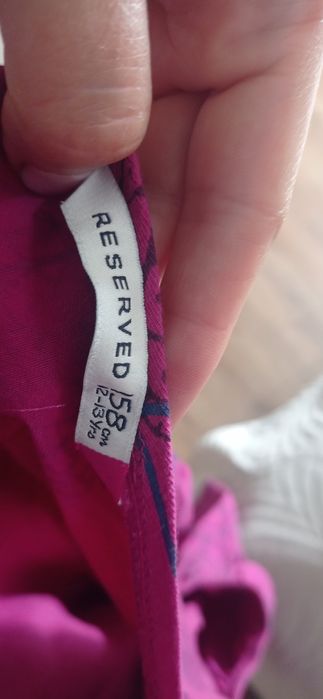 RESERVED
158 CM
12-13 Yrs